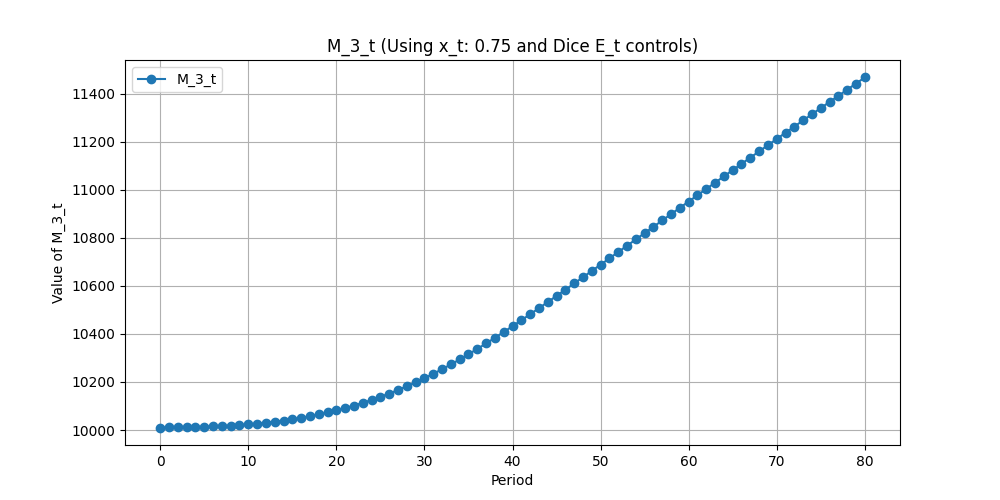 M_3_t (Using x_t: 0.75 and Dice E_t controls)
M_3_t
Value of M_3_t
11400
11200
11000
10800
10600
10400
10200
10000
0 10 20 30 40 50 60 70 80
Period